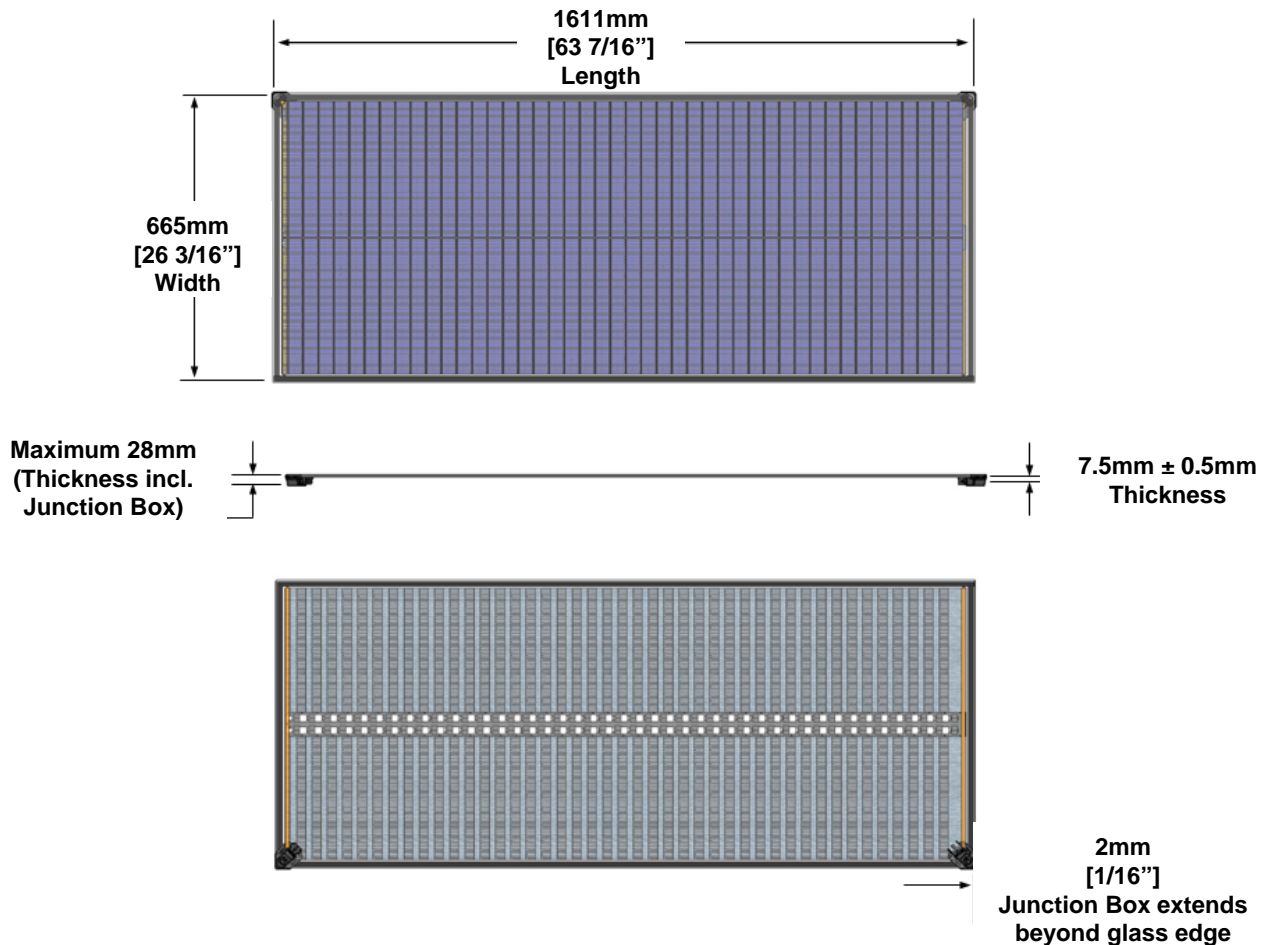 1611mm
[63 7/16”]
Length
665mm
[26 3/16”]
Width
Maximum 28mm
(Thickness incl.
Junction Box)
7.5mm ± 0.5mm
Thickness
2mm
[1/16”]
Junction Box extends
beyond glass edge